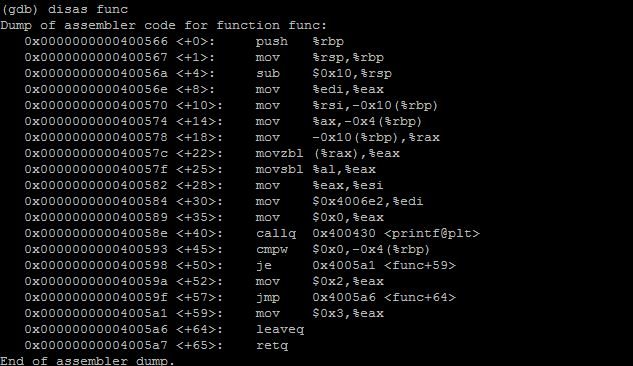 (gdb) disas func
Dump of assembler code for function func:
0x0000000000400566 <+0>: push %rbp
0x0000000000400567 <+1>: mov %rsp,%rbp
0x000000000040056a <+4>: sub $0x10,%rsp
0x000000000040056e <+8>: mov %edi,%eax
0x0000000000400570 <+10>: mov %rsi,-0x10(%rbp)
0x0000000000400574 <+14>: mov %ax,-0x4(%rbp)
0x0000000000400578 <+18>: mov -0x10(%rbp),%rax
0x000000000040057c <+22>: movzbl (%rax),%eax
0x000000000040057f <+25>: movsbl %al,%eax
0x0000000000400582 <+28>: mov %eax,%esi
0x0000000000400584 <+30>: mov $0x4006e2,%edi
0x0000000000400589 <+35>: mov $0x0,%eax
0x000000000040058e <+40>: callq 0x400430 <printf@plt>
0x0000000000400593 <+45>: cmpw $0x0,-0x4(%rbp)
0x0000000000400598 <+50>: je 0x4005a1 <func+59>
0x000000000040059a <+52>: mov $0x2,%eax
0x000000000040059f <+57>: jmp 0x4005a6 <func+64>
0x00000000004005a1 <+59>: mov $0x3,%eax
0x00000000004005a6 <+64>: leaveq
0x00000000004005a7 <+65>: retq
End of assembler dump.